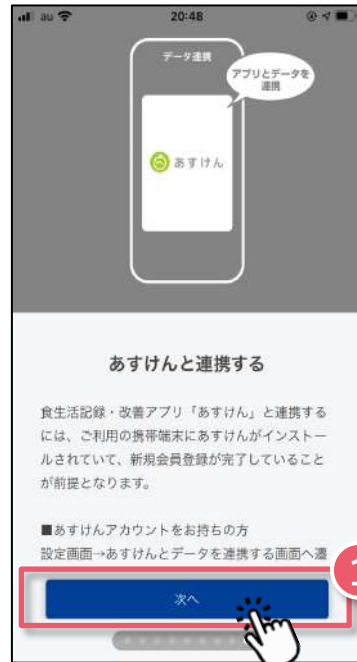 au 20:48
データ連携
アプリとデータを
連携
あすけん
あすけんと連携する
食生活記録・改善アプリ「あすけん」と連携する
には、ご利用の携帯端末にあすけんがインストー
ルされていて、新規会員登録が完了していること
が前提となります。
■あすけんアカウントをお持ちの方
設定画面→あすけんとデータを連携する画面へ遷
1
次へ